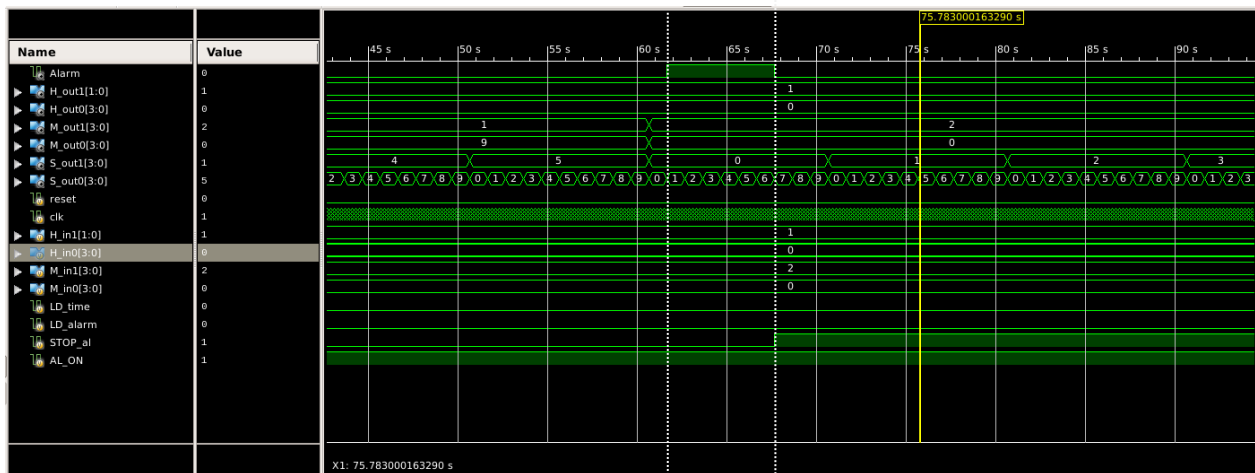 75.783000163290 s
Name Value 45 s 50 s 55 s 60 s 65 s 70 s 75 s 80 s 85 s 90 s
Alarm 0
H_out1[1:0] 1 1
H_out0[3:0] 0 0
M_out1[3:0] 2 1 2
M_out0[3:0] 0 9 0
S_out1[3:0] 1 4 5 0 1 2 3
S_out0[3:0] 5 2 3 4 5 6 7 8 9 0 1 2 3 4 5 6 7 8 9 0 1 2 3 4 5 6 7 8 9 0 1 2 3 4 5 6 7 8 9 0 1 2 3 4 5 6 7 8 9 0 1 2 3
reset 0
clk 1
H_in1[1:0] 1 1
H_in0[3:0] 0 0
M_in1[3:0] 2 2
M_in0[3:0] 0 0
LD_time 0
LD_alarm 0
STOP_al 1
AL_ON 1
X1: 75.783000163290 s